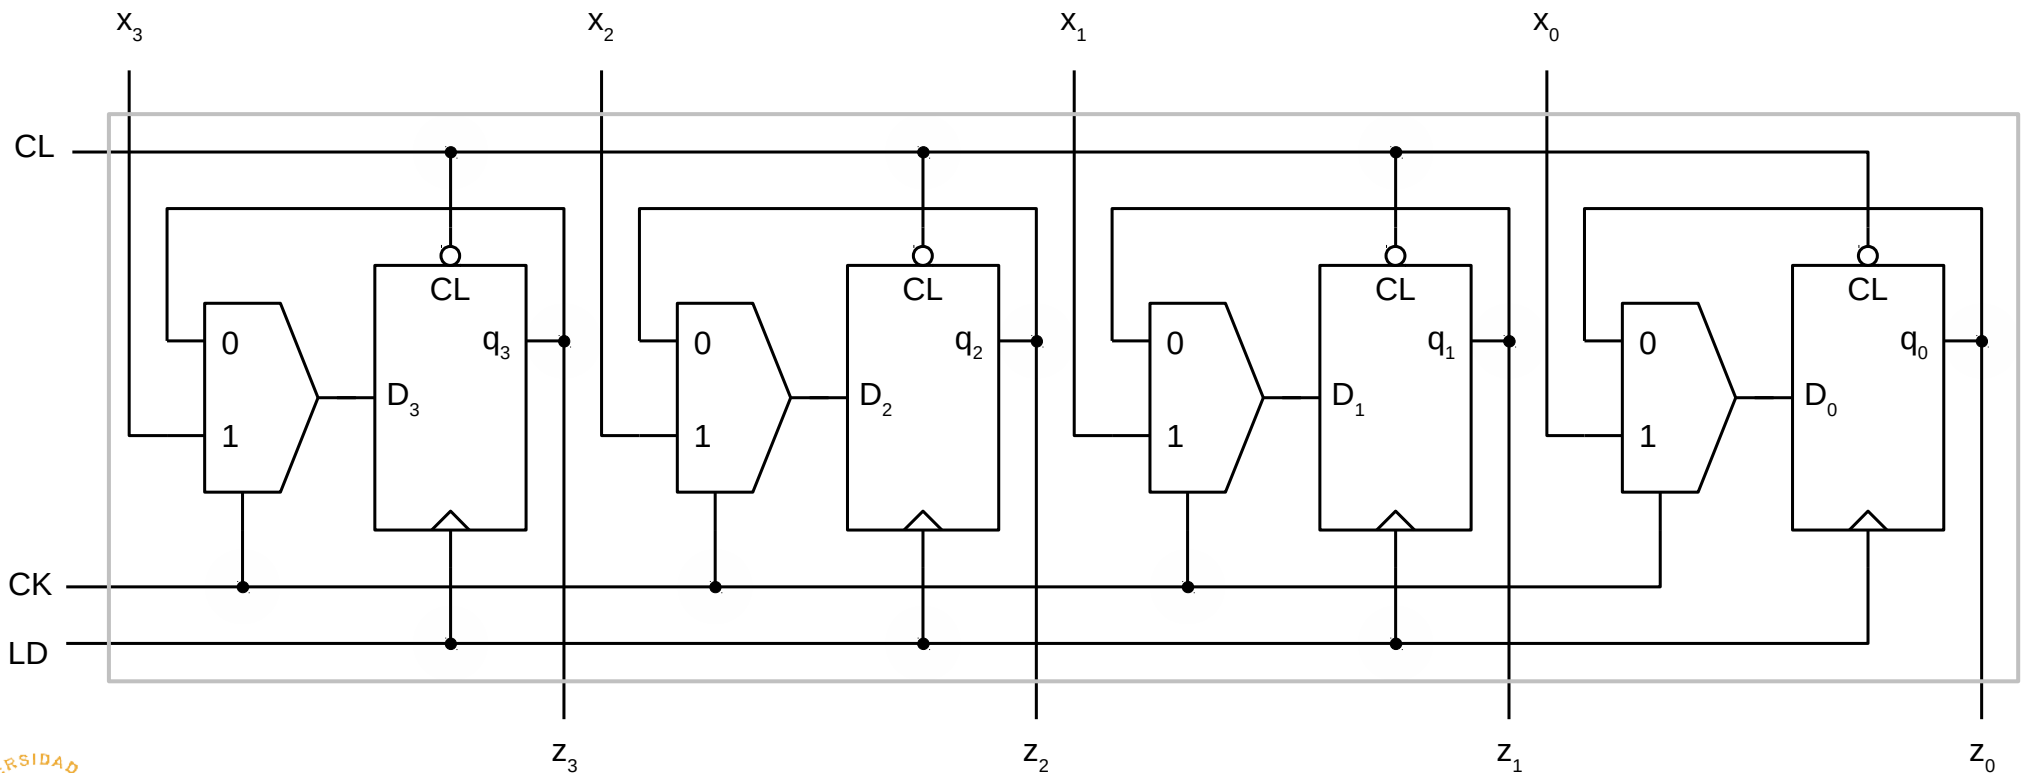 x3 x2 x1 x0
CL
CL CL CL CL
0 q3 0 q2 0 q1 0 q0
D3 D2 D1 D0
1 1 1 1
CK
LD
z3 z2 z1 z0